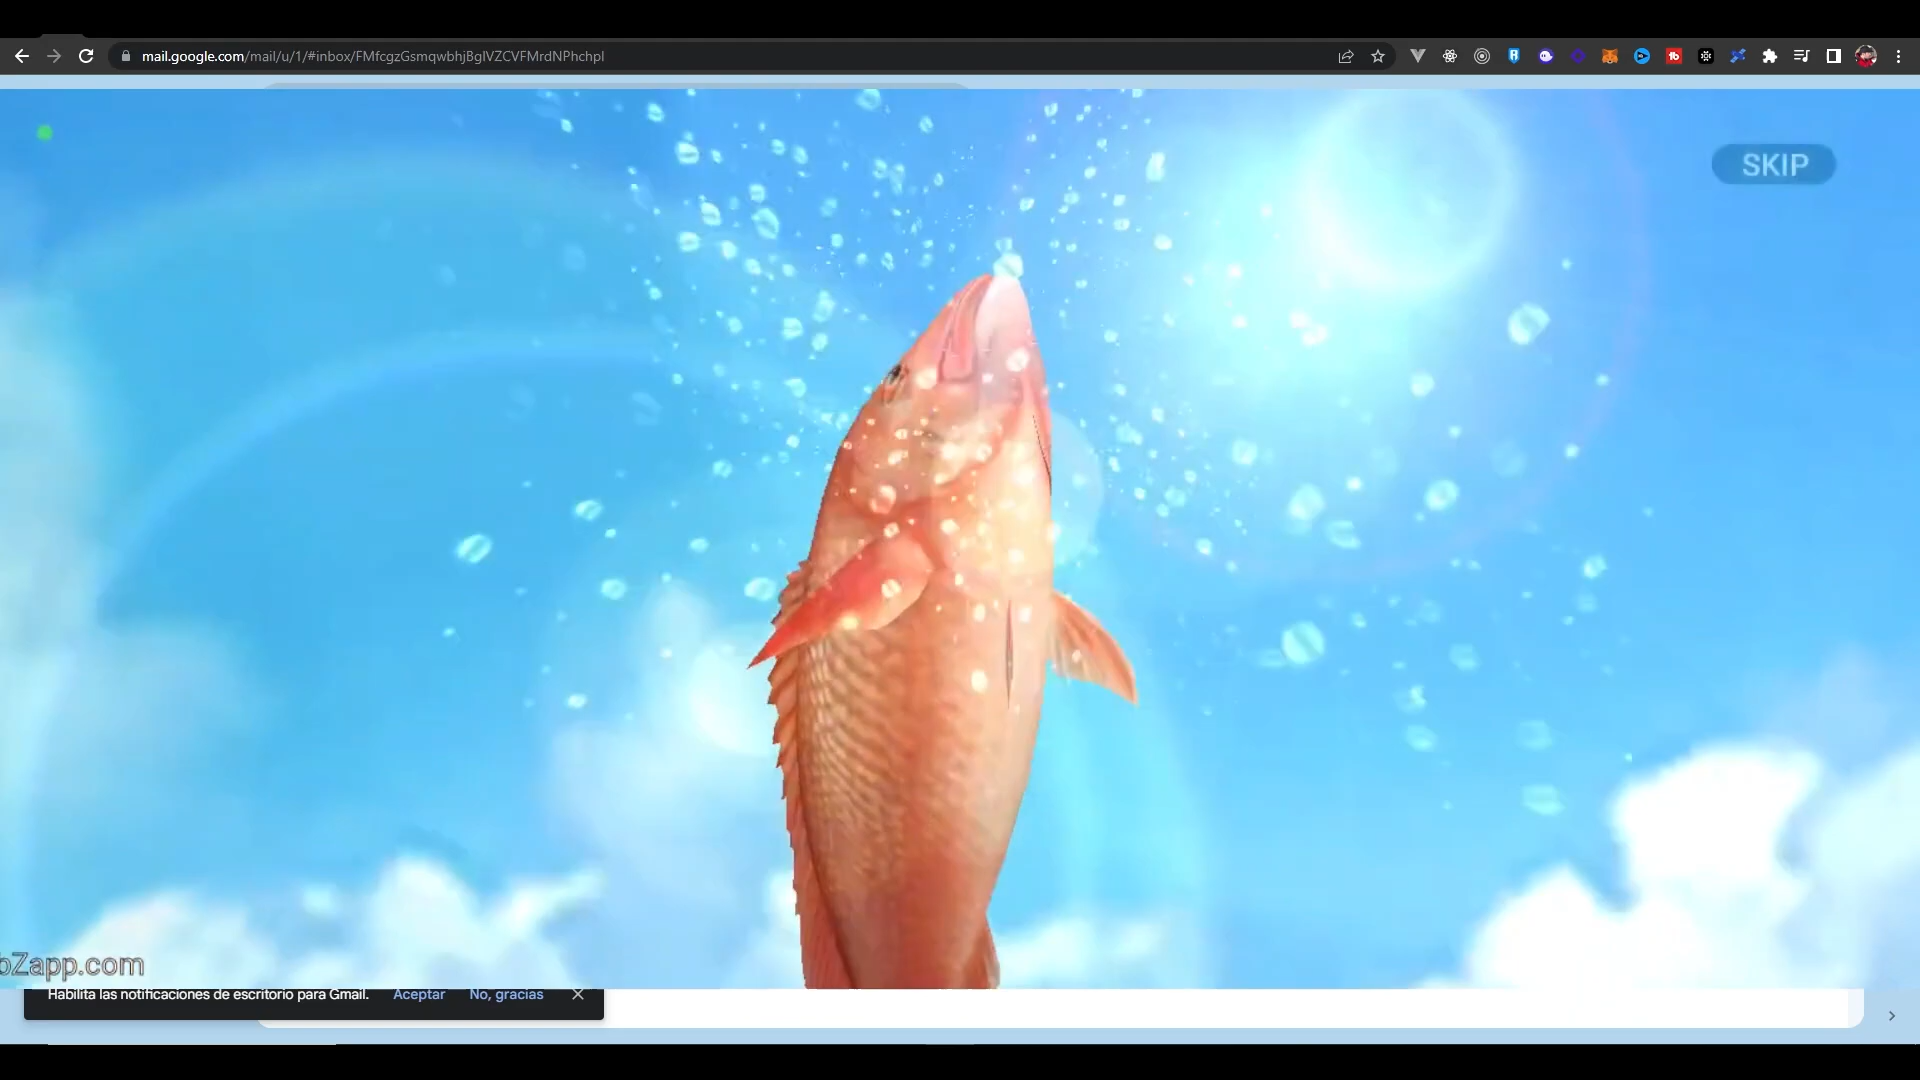 mail.google.com/mail/u/1/#inbox/FMfcgzGsmqwbhjBglVZCVFMrdNPhchpl
SKIP
bZapp.com
Habilita las notificaciones de escritorio para Gmail. Aceptar No, gracias